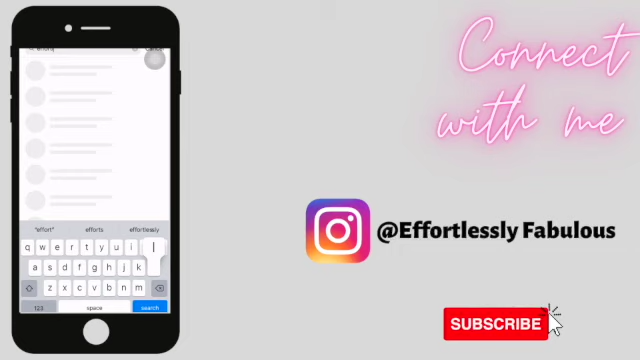 Connect
with me
@Effortlessly Fabulous
SUBSCRIBE
"effort" efforts effortlessly
q w e r t y u i l
a s d f g h j k
z x c v b n m
123 space search